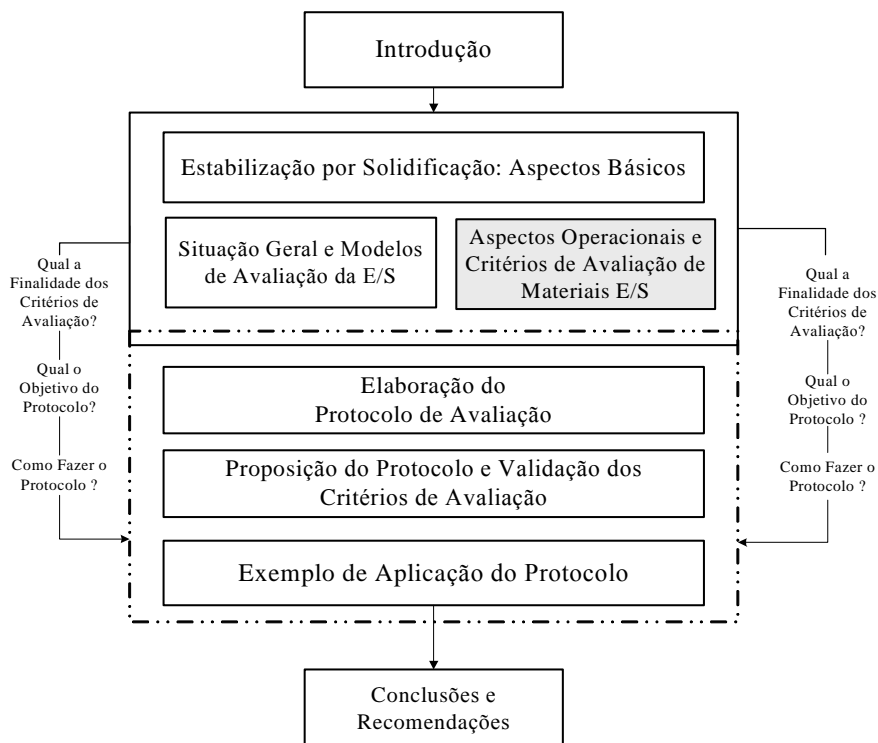 Introdução
Estabilização por Solidificação: Aspectos Básicos
Situação Geral e Modelos
de Avaliação da E/S
Aspectos Operacionais e
Critérios de Avaliação de
Materiais E/S
Qual a
Finalidade dos
Critérios de
Avaliação?
Qual o
Objetivo do
Protocolo?
Como Fazer o
Protocolo ?
Qual a
Finalidade dos
Critérios de
Avaliação?
Qual o
Objetivo do
Protocolo ?
Como Fazer o
Protocolo ?
Elaboração do
Protocolo de Avaliação
Proposição do Protocolo e Validação dos
Critérios de Avaliação
Exemplo de Aplicação do Protocolo
Conclusões e
Recomendações